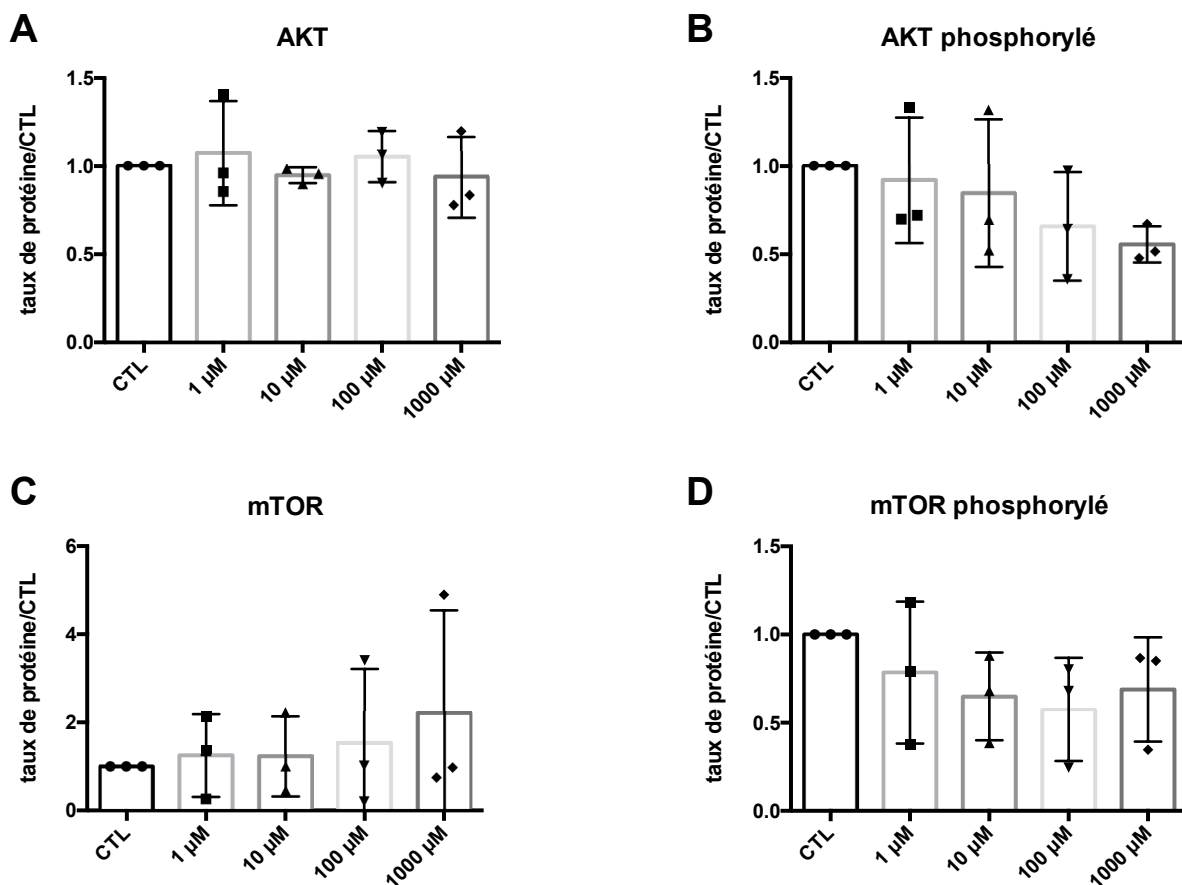 A
AKT
taux de protéine/CTL
1.5
1.0
0.5
0.0
CTL
1 µM
10 µM
100 µM
1000 µM
B
AKT phosphorylé
taux de protéine/CTL
1.5
1.0
0.5
0.0
CTL
1 µM
10 µM
100 µM
1000 µM
C
mTOR
taux de protéine/CTL
6
4
2
0
CTL
1 µM
10 µM
100 µM
1000 µM
D
mTOR phosphorylé
taux de protéine/CTL
1.5
1.0
0.5
0.0
CTL
1 µM
10 µM
100 µM
1000 µM